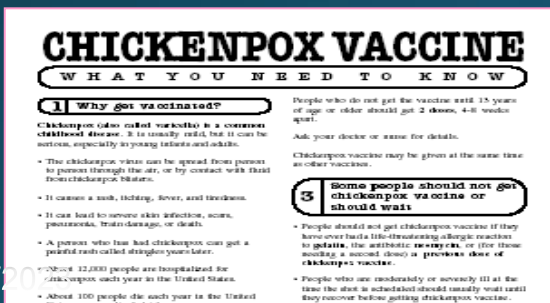 CHICKENPOX VACCINE
WHAT YOU NEED TO KNOW
1 Why get vaccinated?
Chickenpox (also called varicella) is a common
childhood disease. It is usually mild, but it can be
serious, especially in young infants and adults.
• The chickenpox virus can be spread from person
to person through the air, or by contact with fluid
from chickenpox blisters.
• It causes a rash, itching, fever, and tiredness.
• It can lead to severe skin infection, scars,
pneumonia, brain damage, or death.
• A person who has had chickenpox can get a
painful rash called shingles years later.
• About 12,000 people are hospitalized for
chickenpox each year in the United States.
• About 100 people die each year in the United
People who do not get the vaccine until 13 years
of age or older should get 2 doses, 4-8 weeks
apart.
Ask your doctor or nurse for details.
Chickenpox vaccine may be given at the same time
as other vaccines.
3 Some people should not get
chickenpox vaccine or
should wait
• People should not get chickenpox vaccine if they
have ever had a life-threatening allergic reaction
to gelatin, the antibiotic neomycin, or (for those
needing a second dose) a previous dose of
chickenpox vaccine.
• People who are moderately or severely ill at the
time the shot is scheduled should usually wait until
they recover before getting chickenpox vaccine.